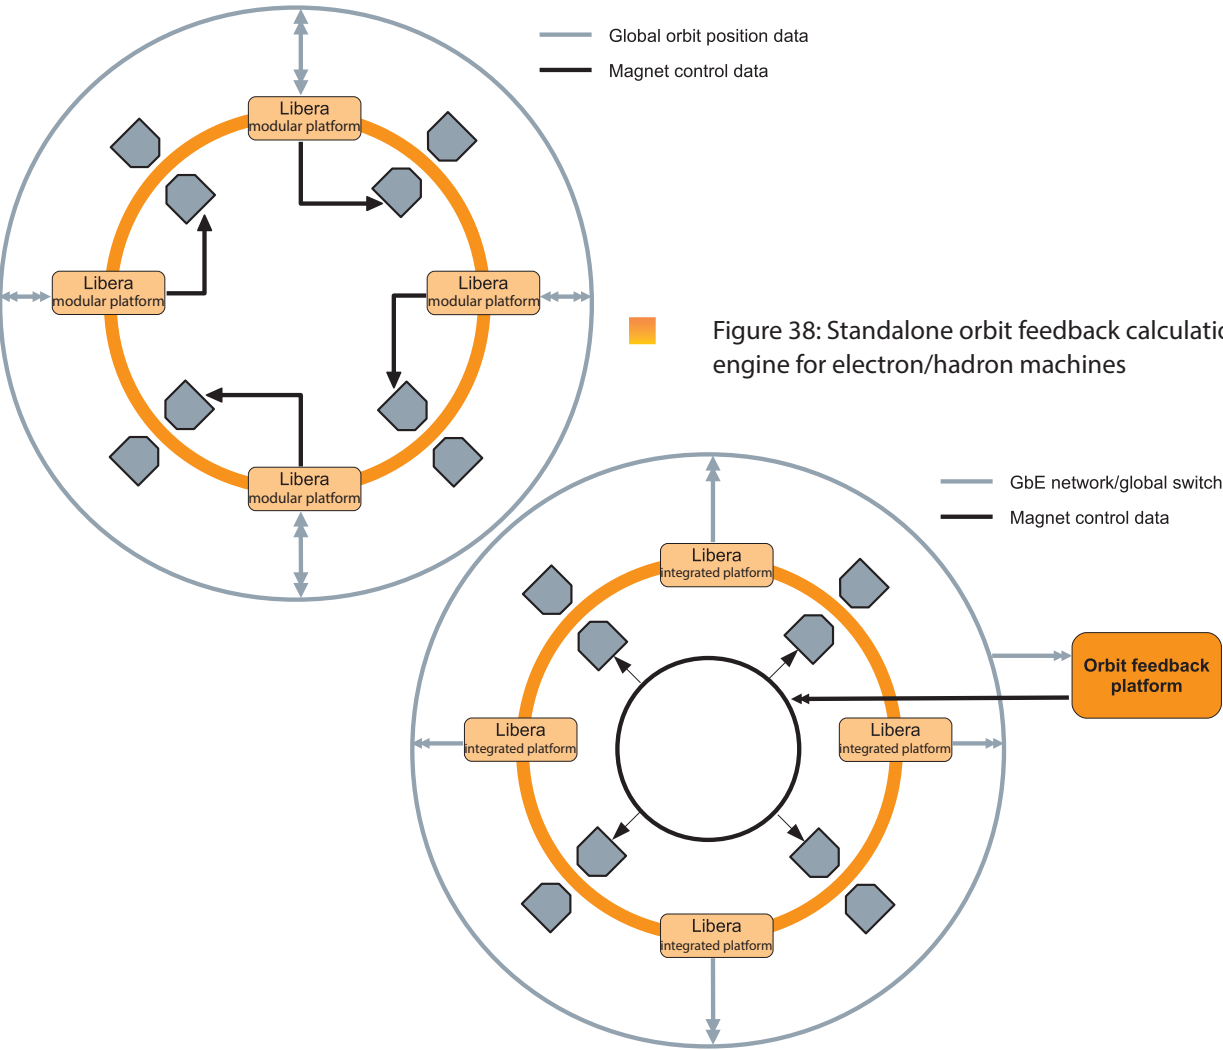 Global orbit position data
Magnet control data
Libera
modular platform
Libera
modular platform
Libera
modular platform
Libera
modular platform
Figure 38: Standalone orbit feedback
engine for electron/hadron machines
GbE network/global switch
Magnet control data
Libera
integrated platform
Orbit feedback
platform
Libera
integrated platform
Libera
integrated platform
Libera
integrated platform